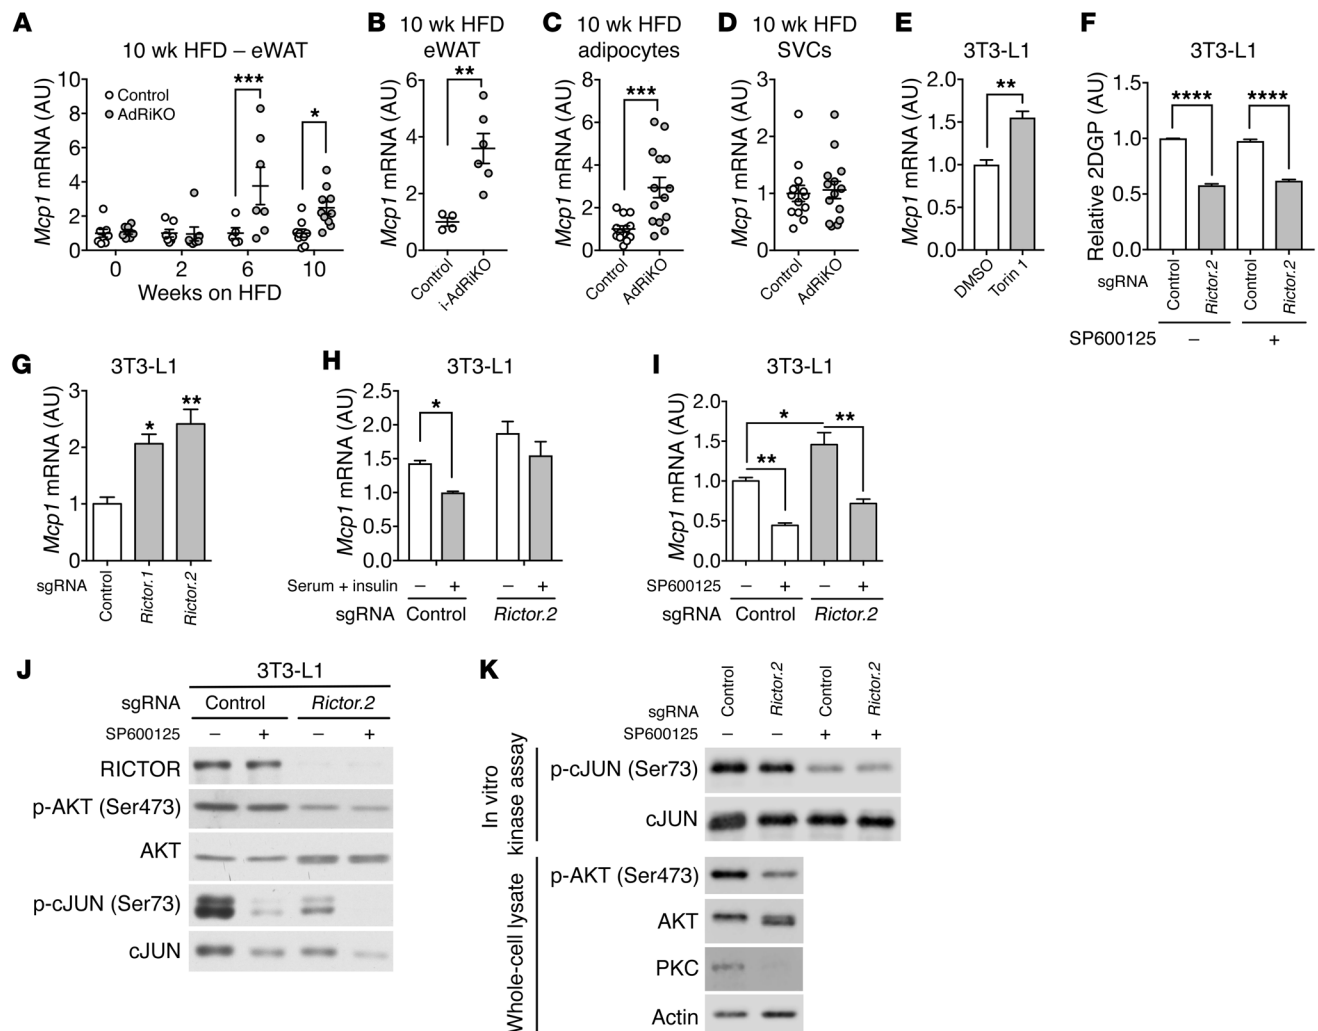 A
10 wk HFD – eWAT
Mcp1 mRNA (AU)
10
8
6
4
2
0
Control
AdRiKO
***
*
0 2 6 10
Weeks on HFD
B
10 wk HFD
eWAT
Mcp1 mRNA (AU)
6
4
2
0
**
Control
i-AdRiKO
C
10 wk HFD
adipocytes
Mcp1 mRNA (AU)
8
6
4
2
0
***
Control
AdRiKO
D
10 wk HFD
SVCs
Mcp1 mRNA (AU)
3
2
1
0
Control
AdRiKO
E
3T3-L1
Mcp1 mRNA (AU)
2.0
1.5
1.0
0.5
0.0
**
DMSO
Torin 1
F
3T3-L1
Relative 2DGP (AU)
1.5
1.0
0.5
0.0
**** ****
sgRNA Control Rictor.2 Control Rictor.2
SP600125 – +
G
3T3-L1
Mcp1 mRNA (AU)
3
2
1
0
* **
sgRNA Control Rictor.1 Rictor.2
H
3T3-L1
Mcp1 mRNA (AU)
2.5
2.0
1.5
1.0
0.5
0.0
*
Serum + insulin – + – +
sgRNA Control Rictor.2
I
3T3-L1
Mcp1 mRNA (AU)
2.0
1.5
1.0
0.5
0.0
* **
**
SP600125 – + – +
sgRNA Control Rictor.2
J
3T3-L1
sgRNA Control Rictor.2
SP600125 – + – +
RICTOR
p-AKT (Ser473)
AKT
p-cJUN (Ser73)
cJUN
K
sgRNA Control Rictor.2 Control Rictor.2
SP600125 – – + +
In vitro
kinase assay
p-cJUN (Ser73)
cJUN
Whole-cell lysate
p-AKT (Ser473)
AKT
PKC
Actin